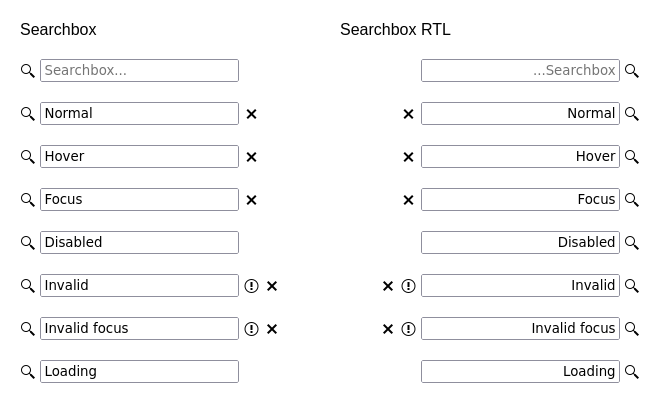 Searchbox
Searchbox...
Normal
Hover
Focus
Disabled
Invalid
Invalid focus
Loading
Searchbox RTL
...Searchbox
Normal
Hover
Focus
Disabled
Invalid
Invalid focus
Loading